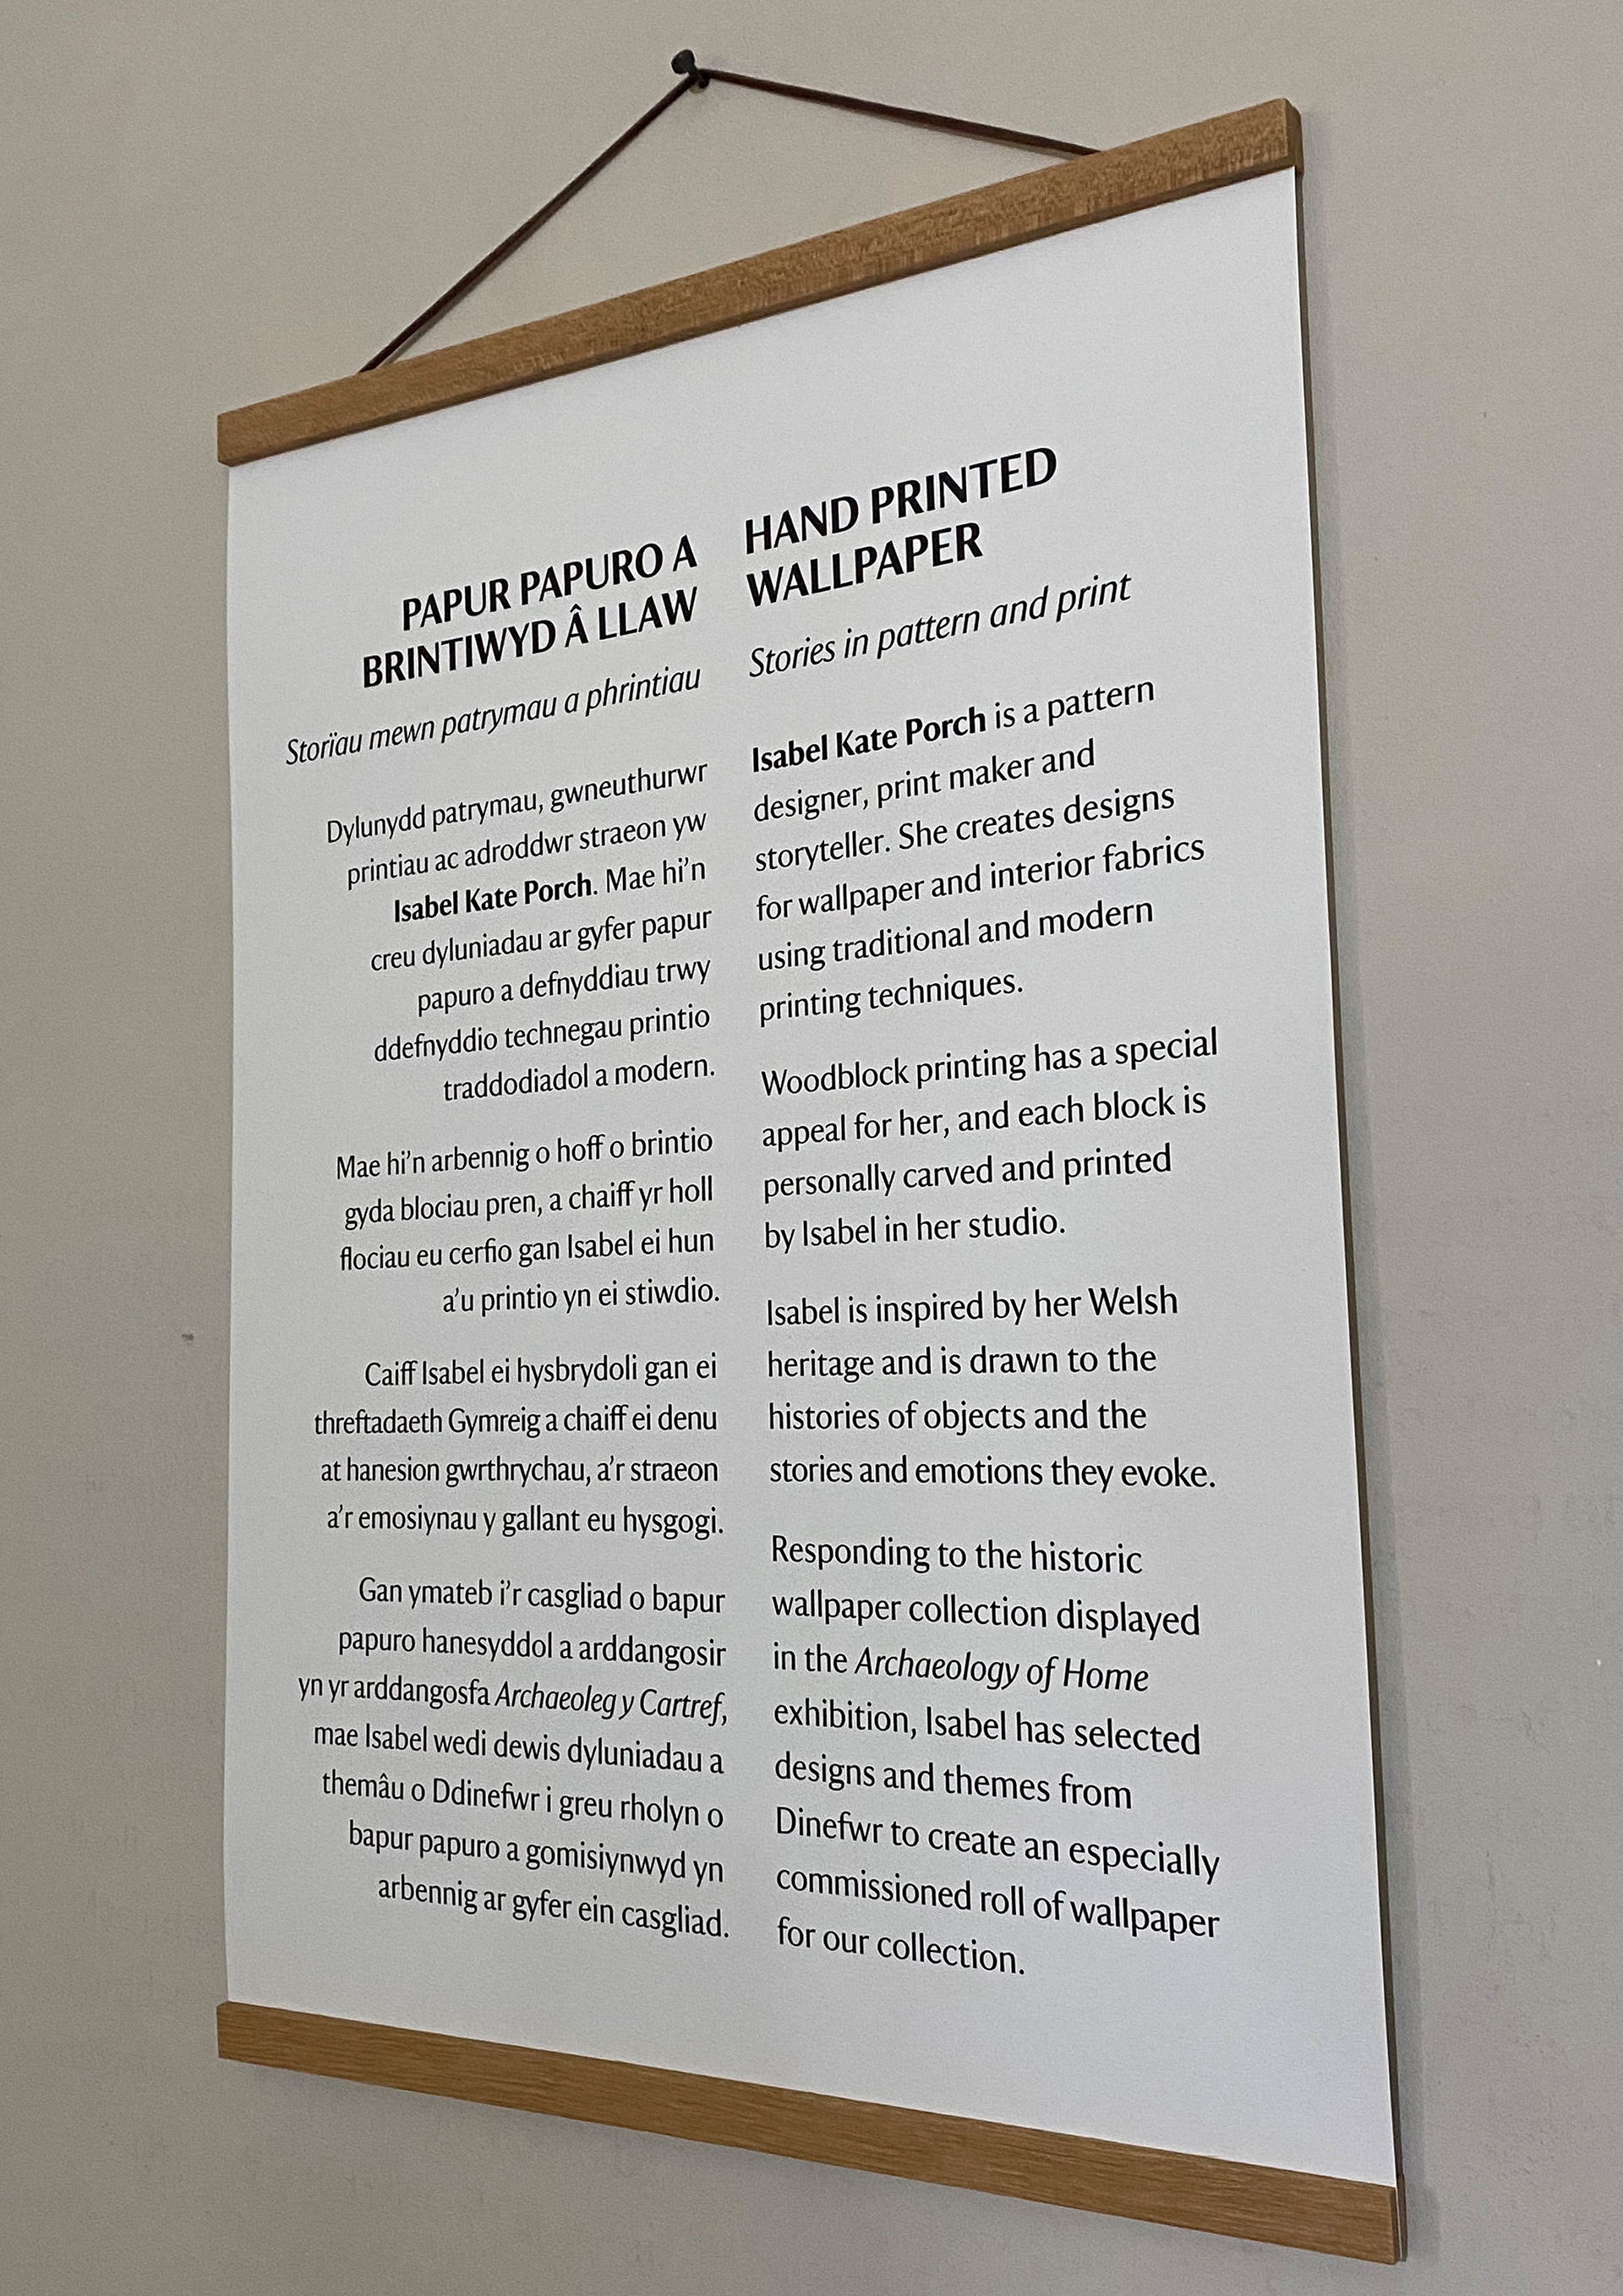 PAPUR PAPURO A
BRINTIWYD Â LLAW
Storïau mewn patrymau a phrintiau
Dylunydd patrymau, gwneuthurwr
printiau ac adroddwr straeon yw
Isabel Kate Porch. Mae hi’n
creu dyluniadau ar gyfer papur
papuro a defnyddiau trwy
ddefnyddio technegau printio
traddodiadol a modern.
Mae hi’n arbennig o hoff o brintio
gyda blociau pren, a chaiff yr holl
flociau eu cerfio gan Isabel ei hun
a’u printio yn ei stiwdio.
Caiff Isabel ei hysbrydoli gan ei
threftadaeth Gymreig a chaiff ei denu
at hanesion gwrthrychau, a’r straeon
a’r emosiynau y gallant eu hysgogi.
Gan ymateb i’r casgliad o bapur
papuro hanesyddol a arddangosir
yn yr arddangosfa Archaeoleg y Cartref,
mae Isabel wedi dewis dyluniadau a
themâu o Ddinefwr i greu rholyn o
bapur papuro a gomisiynwyd yn
arbennig ar gyfer ein casgliad.
HAND PRINTED
WALLPAPER
Stories in pattern and print
Isabel Kate Porch is a pattern
designer, print maker and
storyteller. She creates designs
for wallpaper and interior fabrics
using traditional and modern
printing techniques.
Woodblock printing has a special
appeal for her, and each block is
personally carved and printed
by Isabel in her studio.
Isabel is inspired by her Welsh
heritage and is drawn to the
histories of objects and the
stories and emotions they evoke.
Responding to the historic
wallpaper collection displayed
in the Archaeology of Home
exhibition, Isabel has selected
designs and themes from
Dinefwr to create an especially
commissioned roll of wallpaper
for our collection.